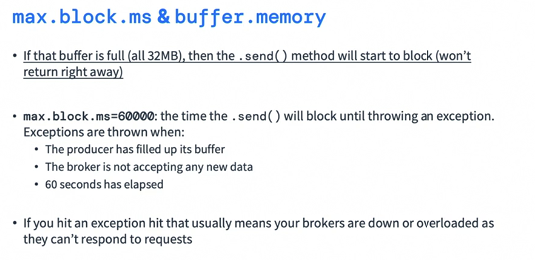 max.block.ms & buffer.memory
• If that buffer is full (all 32MB), then the .send() method will start to block (won't
return right away)
• max.block.ms=60000: the time the .send() will block until throwing an exception.
Exceptions are thrown when:
• The producer has filled up its buffer
• The broker is not accepting any new data
• 60 seconds has elapsed
• If you hit an exception hit that usually means your brokers are down or overloaded as
they can't respond to requests